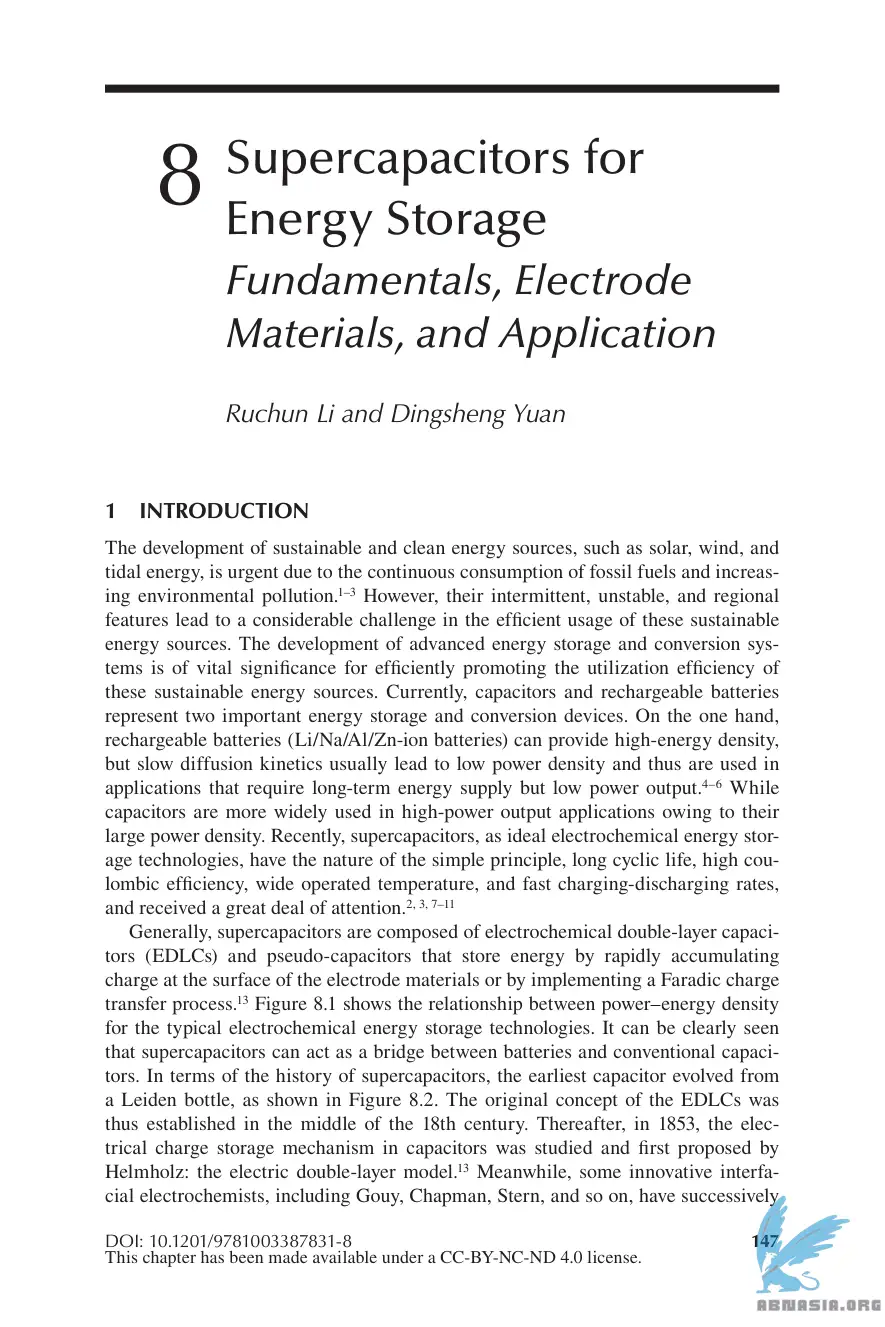 8 Supercapacitors for
Energy Storage
Fundamentals, Electrode
Materials, and Application
Ruchun Li and Dingsheng Yuan
1 INTRODUCTION
The development of sustainable and clean energy sources, such as solar, wind, and
tidal energy, is urgent due to the continuous consumption of fossil fuels and increas-
ing environmental pollution.1–3 However, their intermittent, unstable, and regional
features lead to a considerable challenge in the efficient usage of these sustainable
energy sources. The development of advanced energy storage and conversion sys-
tems is of vital significance for efficiently promoting the utilization efficiency of
these sustainable energy sources. Currently, capacitors and rechargeable batteries
represent two important energy storage and conversion devices. On the one hand,
rechargeable batteries (Li/Na/Al/Zn-ion batteries) can provide high-energy density,
but slow diffusion kinetics usually lead to low power density and thus are used in
applications that require long-term energy supply but low power output.4–6 While
capacitors are more widely used in high-power output applications owing to their
large power density. Recently, supercapacitors, as ideal electrochemical energy stor-
age technologies, have the nature of the simple principle, long cyclic life, high cou-
lombic efficiency, wide operated temperature, and fast charging-discharging rates,
and received a great deal of attention.2, 3, 7–11
Generally, supercapacitors are composed of electrochemical double-layer capaci-
tors (EDLCs) and pseudo-capacitors that store energy by rapidly accumulating
charge at the surface of the electrode materials or by implementing a Faradic charge
transfer process.13 Figure 8.1 shows the relationship between power–energy density
for the typical electrochemical energy storage technologies. It can be clearly seen
that supercapacitors can act as a bridge between batteries and conventional capaci-
tors. In terms of the history of supercapacitors, the earliest capacitor evolved from
a Leiden bottle, as shown in Figure 8.2. The original concept of the EDLCs was
thus established in the middle of the 18th century. Thereafter, in 1853, the elec-
trical charge storage mechanism in capacitors was studied and first proposed by
Helmholz: the electric double-layer model.13 Meanwhile, some innovative interfa-
cial electrochemists, including Gouy, Chapman, Stern, and so on, have successively
DOI: 10.1201/9781003387831-8 147
This chapter has been made available under a CC-BY-NC-ND 4.0 license.
ABNASIA.ORG